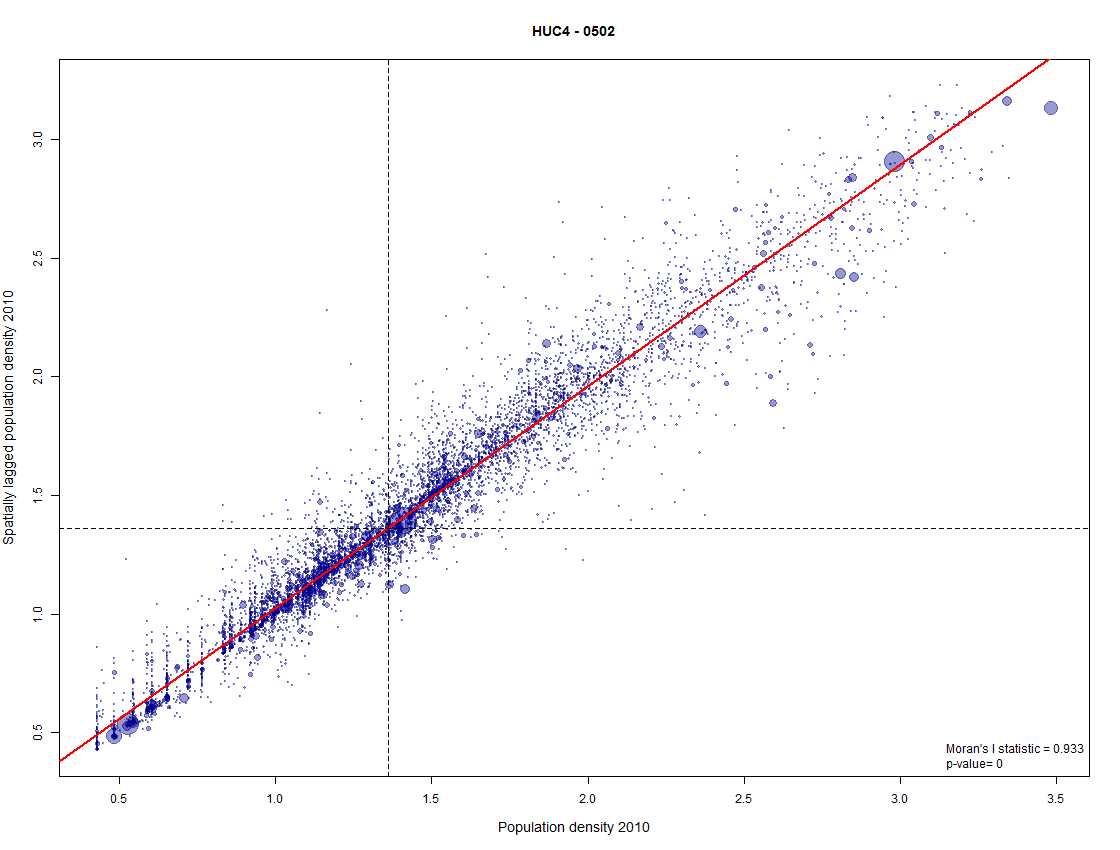 HUC4 - 0502
Spatially lagged population density 2010
3.0
2.5
2.0
1.5
1.0
0.5
Moran's I statistic = 0.933
p-value= 0
0.5 1.0 1.5 2.0 2.5 3.0 3.5
Population density 2010